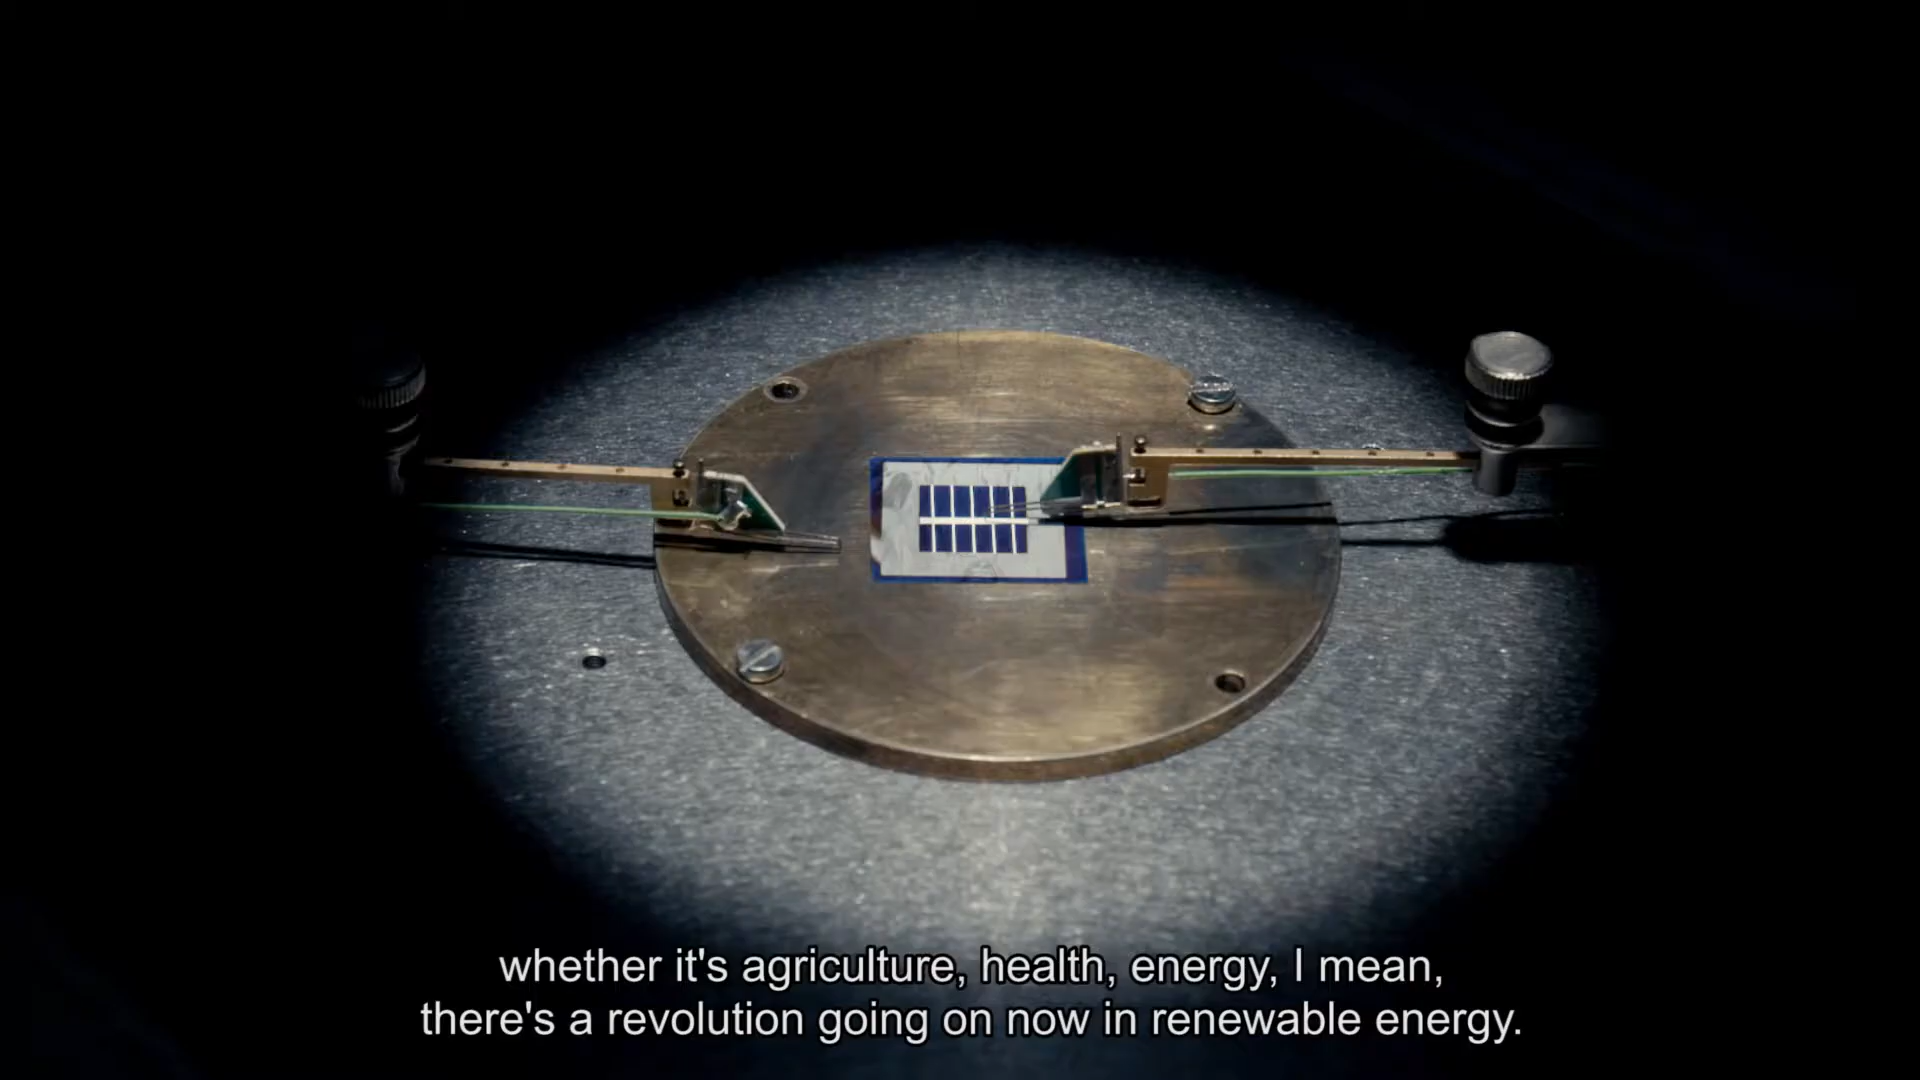 whether it's agriculture, health, energy, I mean,
there's a revolution going on now in renewable energy.